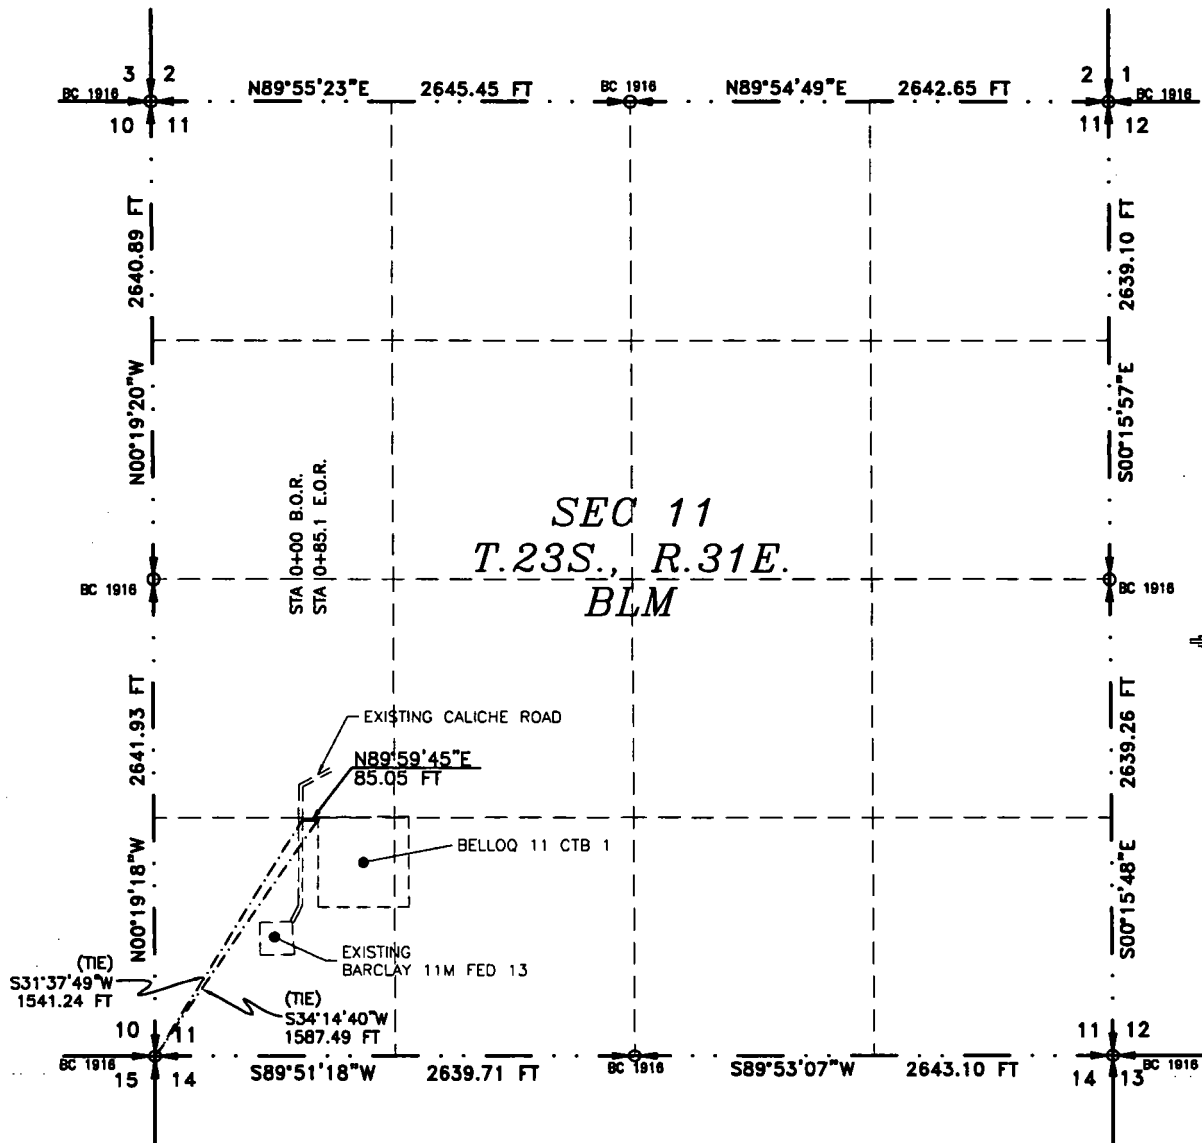 3 2
2 1
BC 1916
N89°55'23"E 2645.45 FT
BC 1916
N89°54'49"E 2642.65 FT
BC 1916
10 11
11 12
2640.89 FT
2639.10 FT
N00°19'20"W
S00°15'57"E
STA 0+00 B.O.R.
STA 0+85.1 E.O.R.
SEC 11
T.23S., R.31E.
BLM
BC 1916
BC 1916
2641.93 FT
2639.26 FT
EXISTING CALICHE ROAD
N89°59'45"E
85.05 FT
BELLOQ 11 CTB 1
N00°19'18"W
S00°15'48"E
EXISTING
BARCLAY 11M FED 13
(TIE)
S31°37'49"W
1541.24 FT
(TIE)
S34°14'40"W
1587.49 FT
10 11
11 12
BC 1916
S89°51'18"W 2639.71 FT
BC 1916
S89°53'07"W 2643.10 FT
BC 1916
15 14
14 13